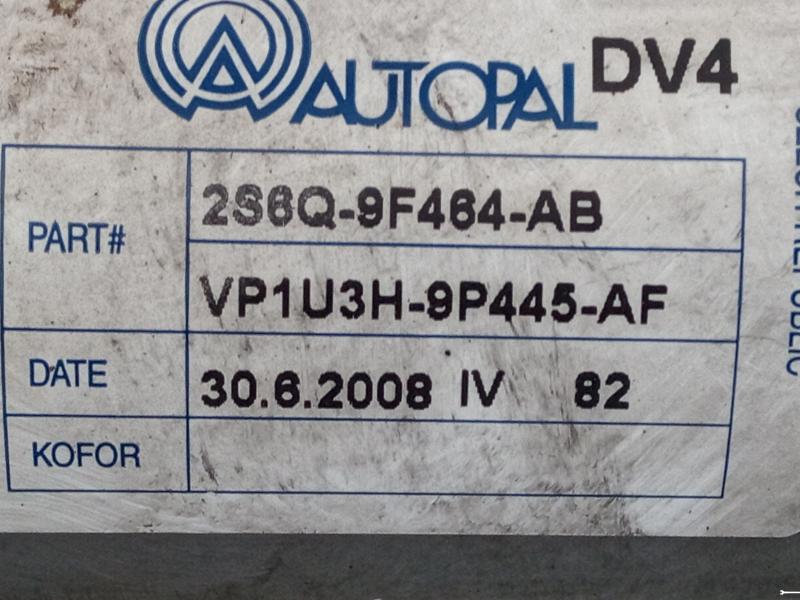 AUTOPAL DV4
PART# 2S6Q-9F464-AB
VP1U3H-9P445-AF
DATE 30.6.2008 IV 82
KOFOR